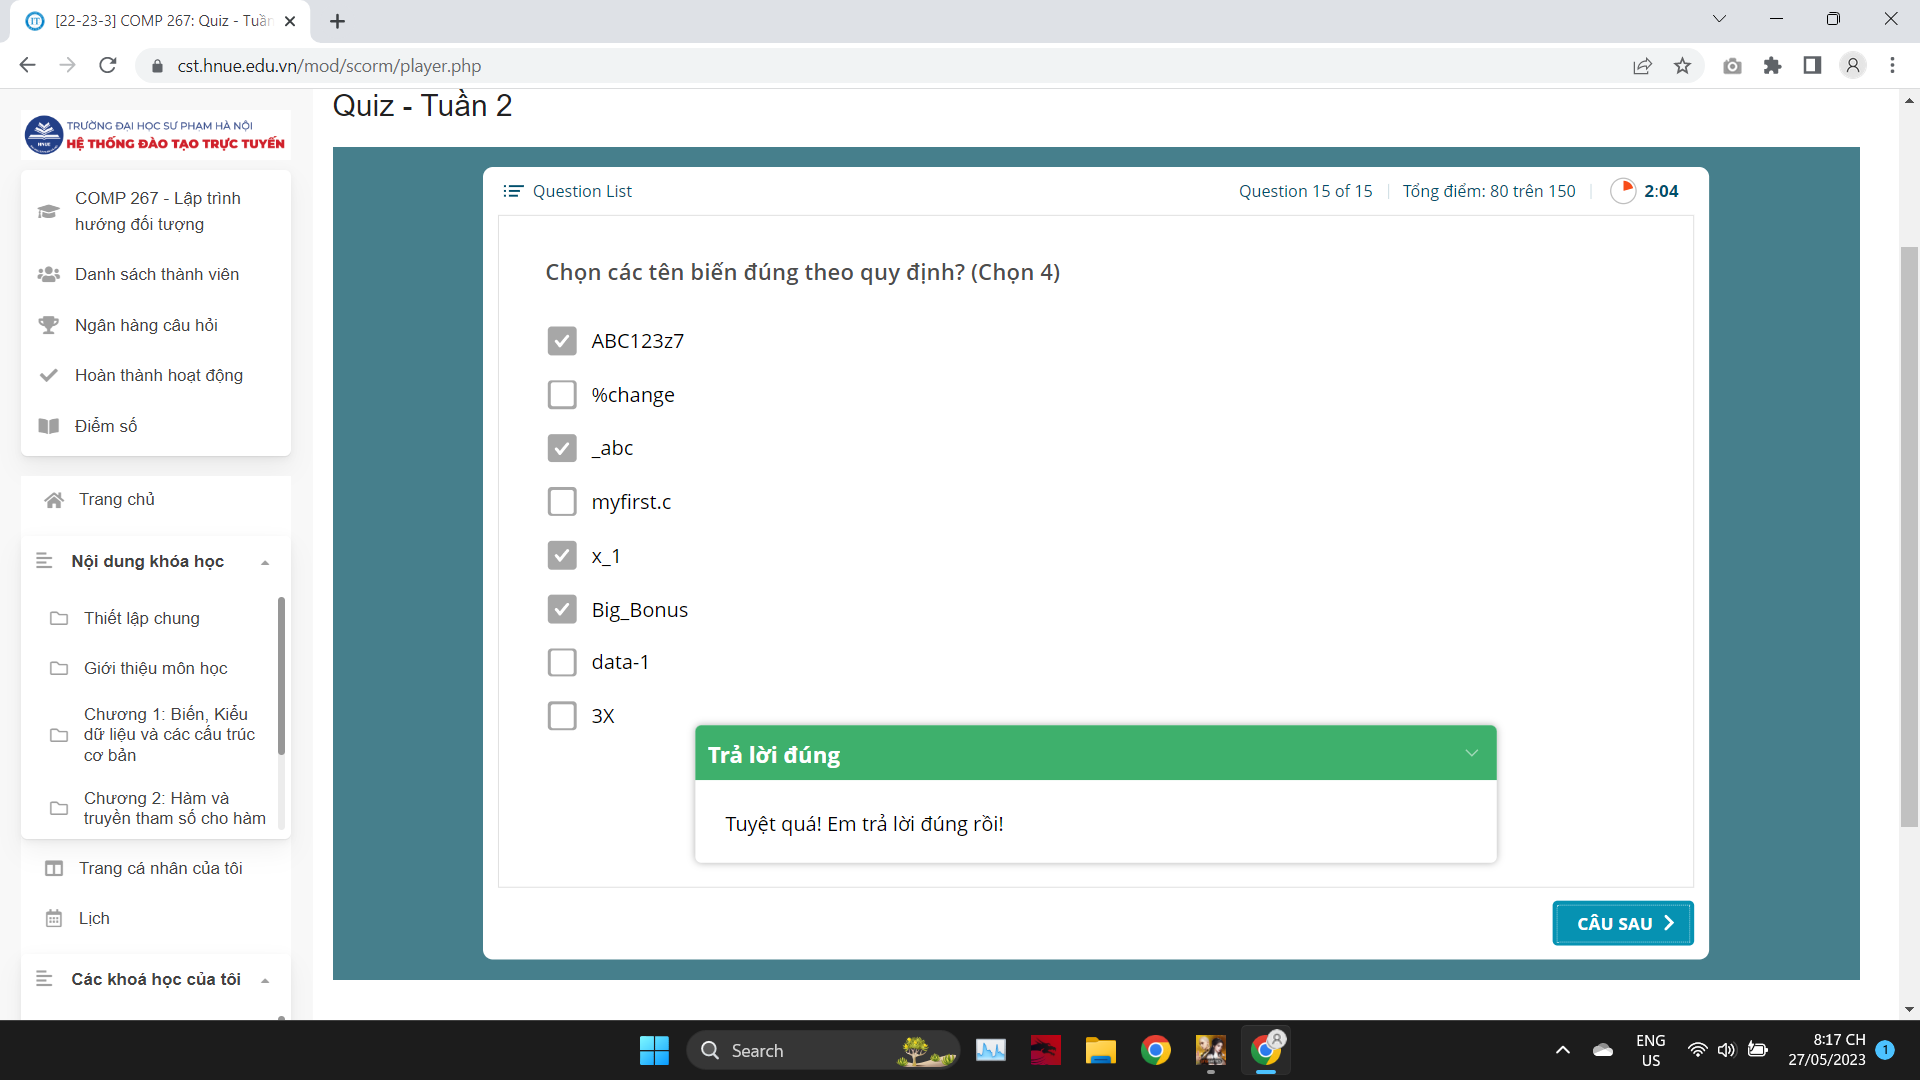 [22-23-3] COMP 267: Quiz - Tuần
cst.hnue.edu.vn/mod/scorm/player.php
TRƯỜNG ĐẠI HỌC SƯ PHẠM HÀ NỘI
HỆ THỐNG ĐÀO TẠO TRỰC TUYẾN
COMP 267 - Lập trình
hướng đối tượng
Danh sách thành viên
Ngân hàng câu hỏi
Hoàn thành hoạt động
Điểm số
Trang chủ
Nội dung khóa học
Thiết lập chung
Giới thiệu môn học
Chương 1: Biến, Kiểu
dữ liệu và các cấu trúc
cơ bản
Chương 2: Hàm và
truyền tham số cho hàm
Trang cá nhân của tôi
Lịch
Các khoá học của tôi
Quiz - Tuần 2
Question List
Question 15 of 15
Tổng điểm: 80 trên 150
2:04
Chọn các tên biến đúng theo quy định? (Chọn 4)
ABC123z7
%change
_abc
myfirst.c
x_1
Big_Bonus
data-1
3X
Trả lời đúng
Tuyệt quá! Em trả lời đúng rồi!
CÂU SAU
Search
ENG
US
8:17 CH
27/05/2023
1